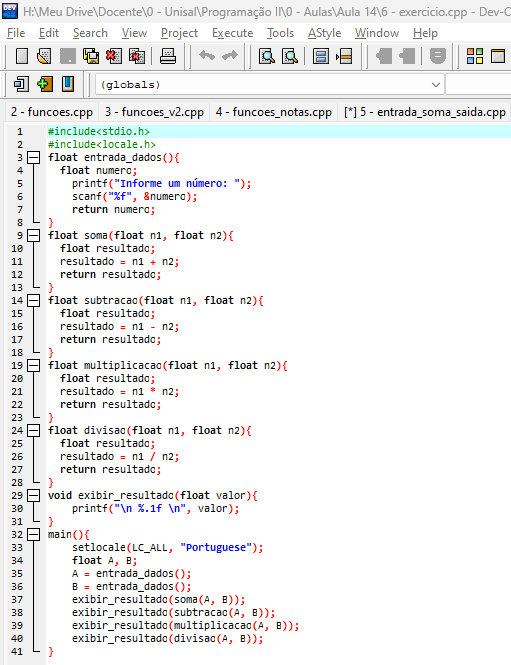 H:\Meu Drive\Docente\0 - Unisal\Programação II\0 - Aulas\Aula 14\6 - exercicio.cpp - Dev-C
File Edit Search View Project Execute Tools AStyle Window Help
(globals)
2 - funcoes.cpp 3 - funcoes_v2.cpp 4 - funcoes_notas.cpp [*] 5 - entrada_soma_saida.cpp
1 #include<stdio.h>
2 #include<locale.h>
3 float entrada_dados(){
4 float numero;
5 printf("Informe um número: ");
6 scanf("%f", &numero);
7 return numero;
8 }
9 float soma(float n1, float n2){
10 float resultado;
11 resultado = n1 + n2;
12 return resultado;
13 }
14 float subtracao(float n1, float n2){
15 float resultado;
16 resultado = n1 - n2;
17 return resultado;
18 }
19 float multiplicacao(float n1, float n2){
20 float resultado;
21 resultado = n1 * n2;
22 return resultado;
23 }
24 float divisao(float n1, float n2){
25 float resultado;
26 resultado = n1 / n2;
27 return resultado;
28 }
29 void exibir_resultado(float valor){
30 printf("\n %.1f \n", valor);
31 }
32 main(){
33 setlocale(LC_ALL, "Portuguese");
34 float A, B;
35 A = entrada_dados();
36 B = entrada_dados();
37 exibir_resultado(soma(A, B));
38 exibir_resultado(subtracao(A, B));
39 exibir_resultado(multiplicacao(A, B));
40 exibir_resultado(divisao(A, B));
41 }